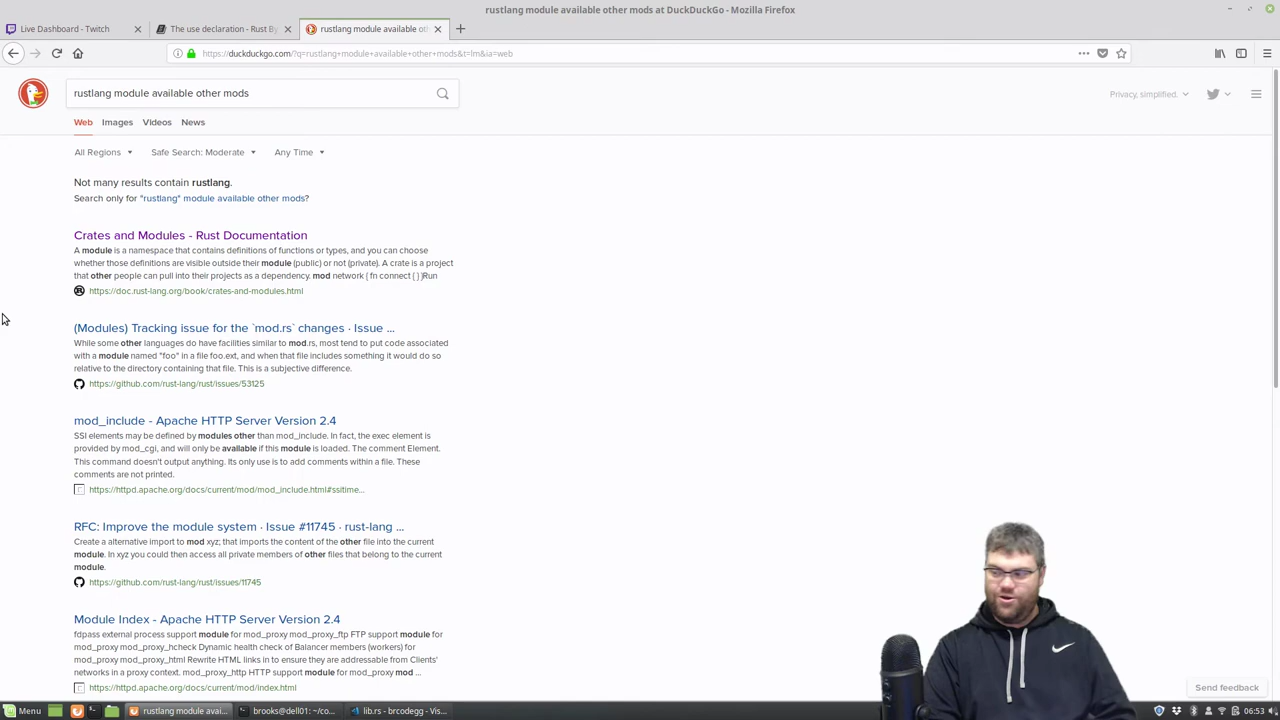 rustlang module available other mods at DuckDuckGo - Mozilla Firefox
Live Dashboard - Twitch
The use declaration - Rust By
rustlang module available oth
https://duckduckgo.com/?q=rustlang+module+available+other+mods&t=lm&ia=web
rustlang module available other mods
Privacy, simplified.
Web Images Videos News
All Regions Safe Search: Moderate Any Time
Not many results contain rustlang.
Search only for "rustlang" module available other mods?
Crates and Modules - Rust Documentation
A module is a namespace that contains definitions of functions or types, and you can choose
whether those definitions are visible outside their module (public) or not (private). A crate is a project
that other people can pull into their projects as a dependency. mod network { fn connect { } }Run
https://doc.rust-lang.org/book/crates-and-modules.html
(Modules) Tracking issue for the `mod.rs` changes · Issue ...
While some other languages do have facilities similar to mod.rs, most tend to put code associated
with a module named "foo" in a file foo.ext, and when that file includes something it would do so
relative to the directory containing that file. This is a subjective difference.
https://github.com/rust-lang/rust/issues/53125
mod_include - Apache HTTP Server Version 2.4
SSI elements may be defined by modules other than mod_include. In fact, the exec element is
provided by mod_cgi, and will only be available if this module is loaded. The comment Element.
This command doesn't output anything. Its only use is to add comments within a file. These
comments are not printed.
https://httpd.apache.org/docs/current/mod/mod_include.html#ssitime...
RFC: Improve the module system · Issue #11745 · rust-lang ...
Create a alternative import to mod xyz; that imports the content of the other file into the current
module. In xyz you could then access all private members of other files that belong to the current
module.
https://github.com/rust-lang/rust/issues/11745
Module Index - Apache HTTP Server Version 2.4
fdpass external process support module for mod_proxy mod_proxy_ftp FTP support module for
mod_proxy mod_proxy_hcheck Dynamic health check of Balancer members (workers) for
mod_proxy mod_proxy_html Rewrite HTML links in to ensure they are addressable from Clients'
networks in a proxy context. mod_proxy_http HTTP support module for mod_proxy mod ...
https://httpd.apache.org/docs/current/mod/index.html
Send feedback
Menu
rustlang module avai...
brooks@dell01: ~/co...
lib.rs - brcodegg - Vis...
06:53